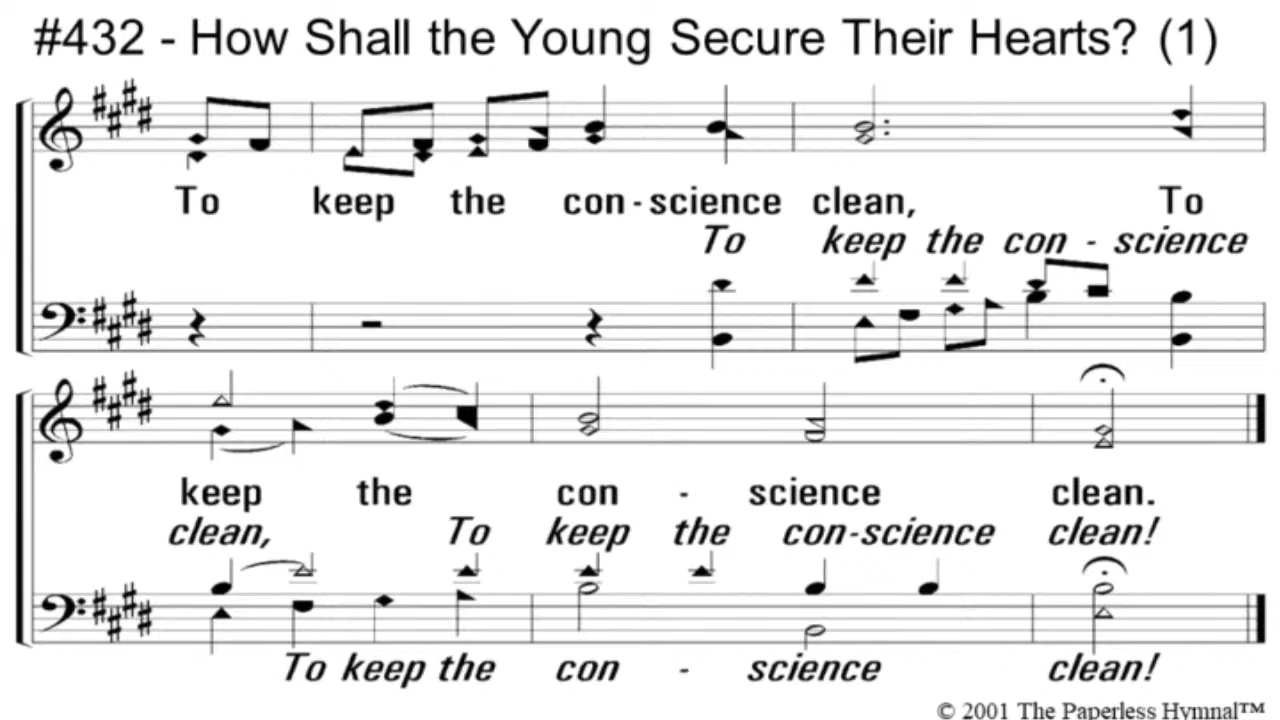 #432 - How Shall the Young Secure Their Hearts? (1)
To keep the con - science clean, To
To keep the con - science
keep the con - science clean.
clean, To keep the con-science clean!
To keep the con - science clean!
© 2001 The Paperless Hymnal™